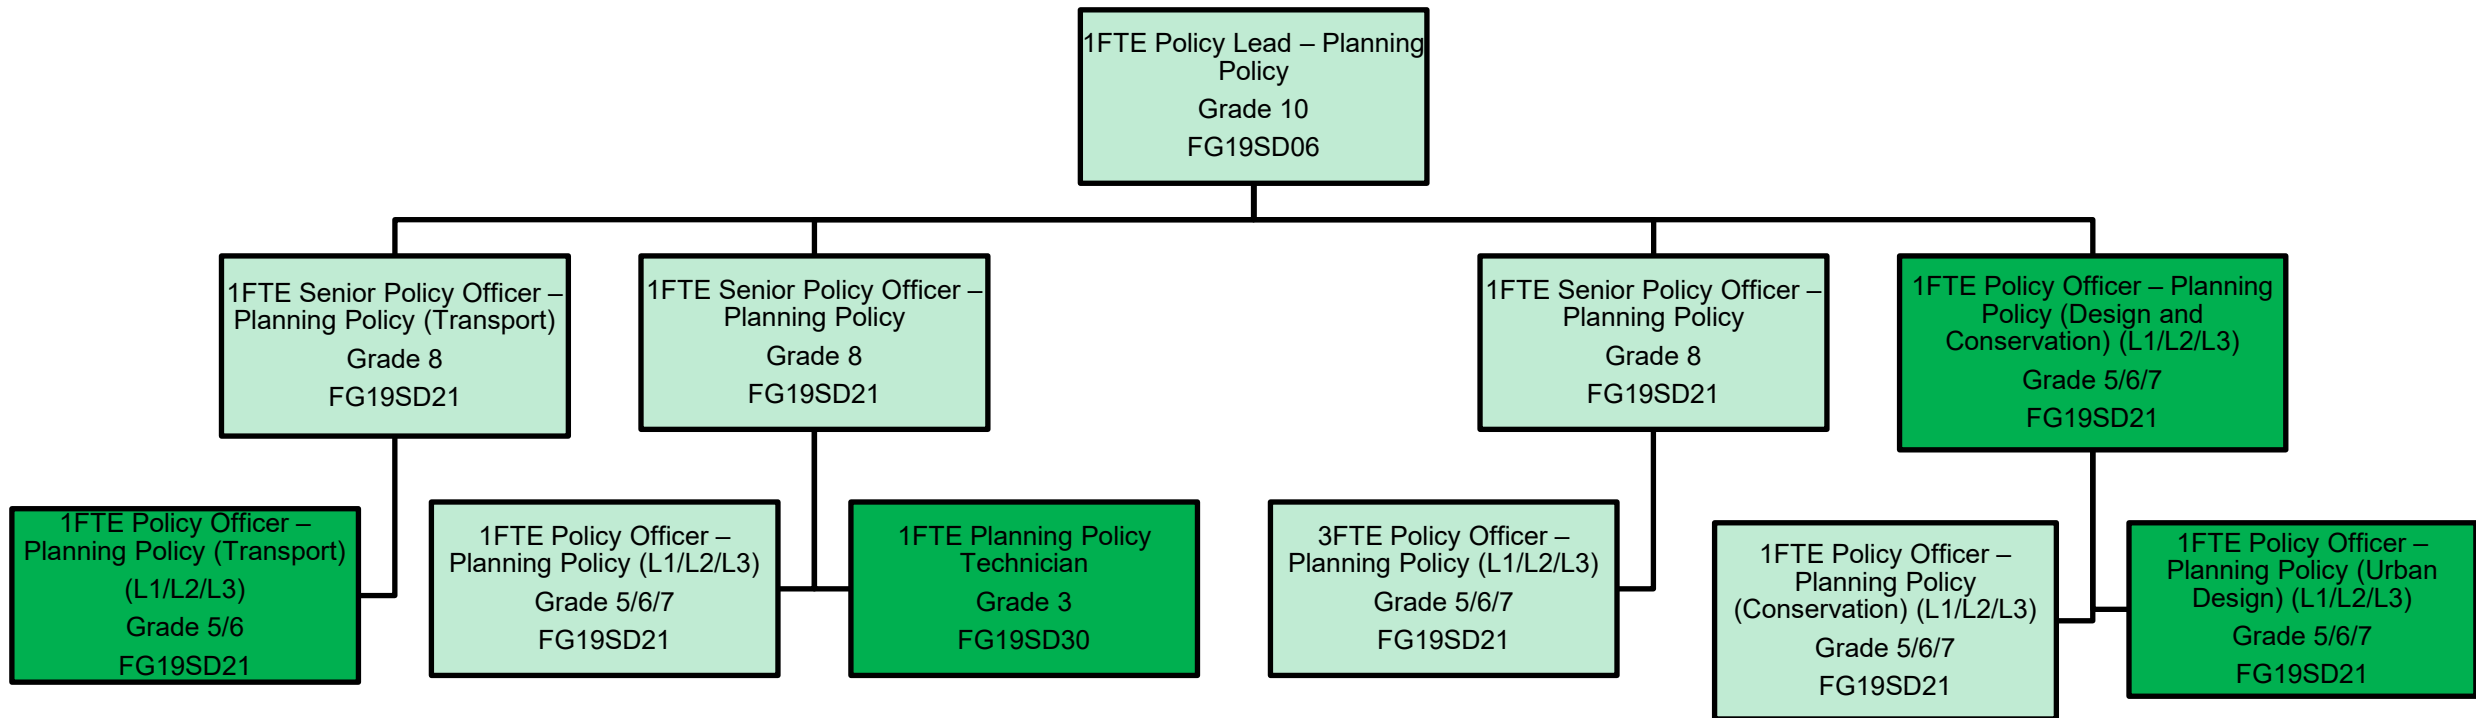 1FTE Policy Lead – Planning
Policy
Grade 10
FG19SD06
1FTE Senior Policy Officer –
Planning Policy (Transport)
Grade 8
FG19SD21
1FTE Senior Policy Officer –
Planning Policy
Grade 8
FG19SD21
1FTE Senior Policy Officer –
Planning Policy
Grade 8
FG19SD21
1FTE Policy Officer – Planning
Policy (Design and
Conservation) (L1/L2/L3)
Grade 5/6/7
FG19SD21
1FTE Policy Officer –
Planning Policy (Transport)
(L1/L2/L3)
Grade 5/6
FG19SD21
1FTE Policy Officer –
Planning Policy (L1/L2/L3)
Grade 5/6/7
FG19SD21
1FTE Planning Policy
Technician
Grade 3
FG19SD30
3FTE Policy Officer –
Planning Policy (L1/L2/L3)
Grade 5/6/7
FG19SD21
1FTE Policy Officer –
Planning Policy
(Conservation) (L1/L2/L3)
Grade 5/6/7
FG19SD21
1FTE Policy Officer –
Planning Policy (Urban
Design) (L1/L2/L3)
Grade 5/6/7
FG19SD21